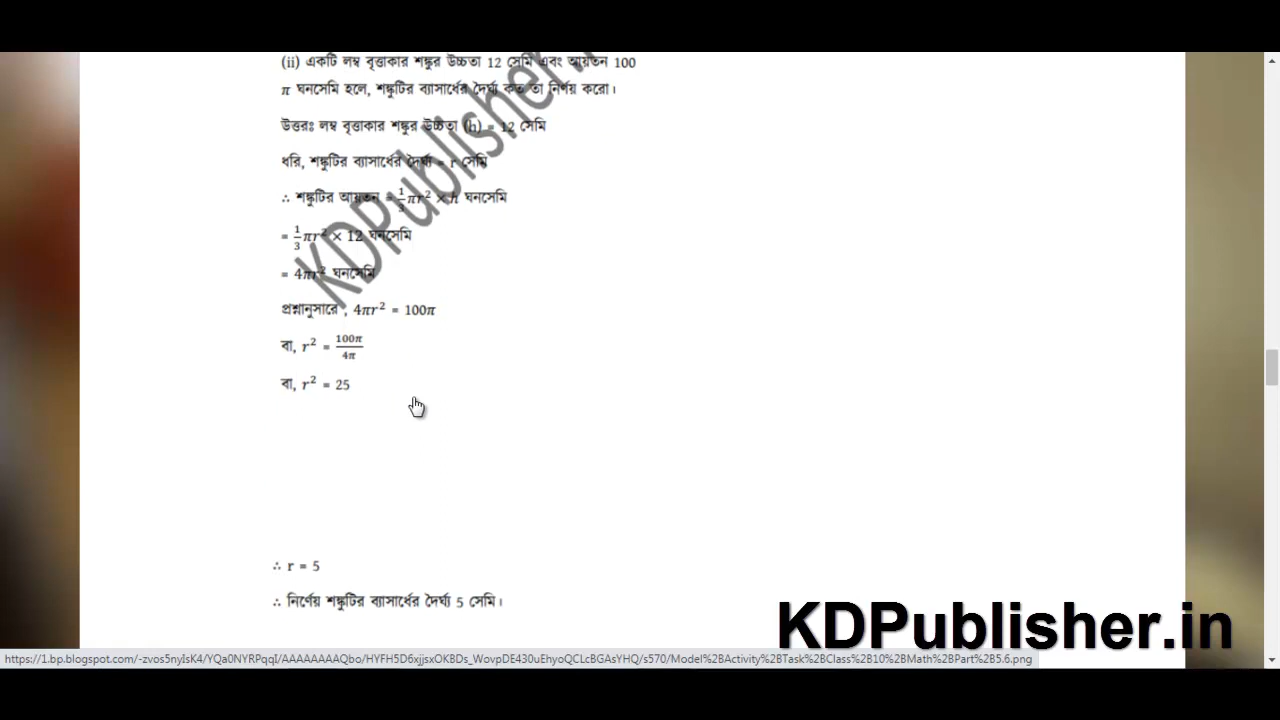 (ii) একটি লম্ব বৃত্তাকার শঙ্কুর উচ্চতা 12 সেমি এবং আয়তন 100
π ঘনসেমি হলে, শঙ্কুটির ব্যাসার্ধের দৈর্ঘ্য কত তা নির্ণয় করো।
উত্তরঃ লম্ব বৃত্তাকার শঙ্কুর উচ্চতা (h) = 12 সেমি
ধরি, শঙ্কুটির ব্যাসার্ধের দৈর্ঘ্য = r সেমি
∴ শঙ্কুটির আয়তন = 1/3 πr² × h ঘনসেমি
= 1/3 πr² × 12 ঘনসেমি
= 4πr² ঘনসেমি
প্রশ্নানুসারে , 4πr² = 100π
বা, r² = 100π/4π
বা, r² = 25
∴ r = 5
∴ নির্ণেয় শঙ্কুটির ব্যাসার্ধের দৈর্ঘ্য 5 সেমি।
KDPublisher.in
KDPublisher.in
https://1.bp.blogspot.com/-zvos5nyIsK4/YQa0NYRPqqI/AAAAAAAAQbo/HYFH5D6xjjsxOKBDs_WovpDE430uEhyoQCLcBGAsYHQ/s570/Model%2BActivity%2BTask%2BClass%2B10%2BMath%2BPart%2B5.6.png